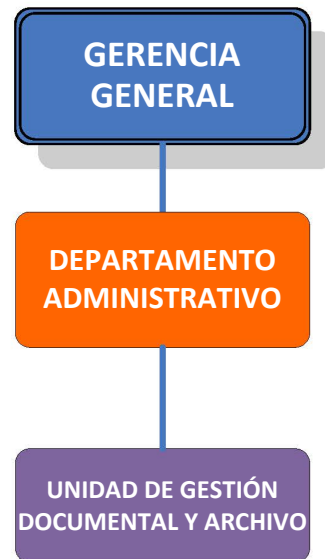 GERENCIA
GENERAL
DEPARTAMENTO
ADMINISTRATIVO
UNIDAD DE GESTIÓN
DOCUMENTAL Y ARCHIVO